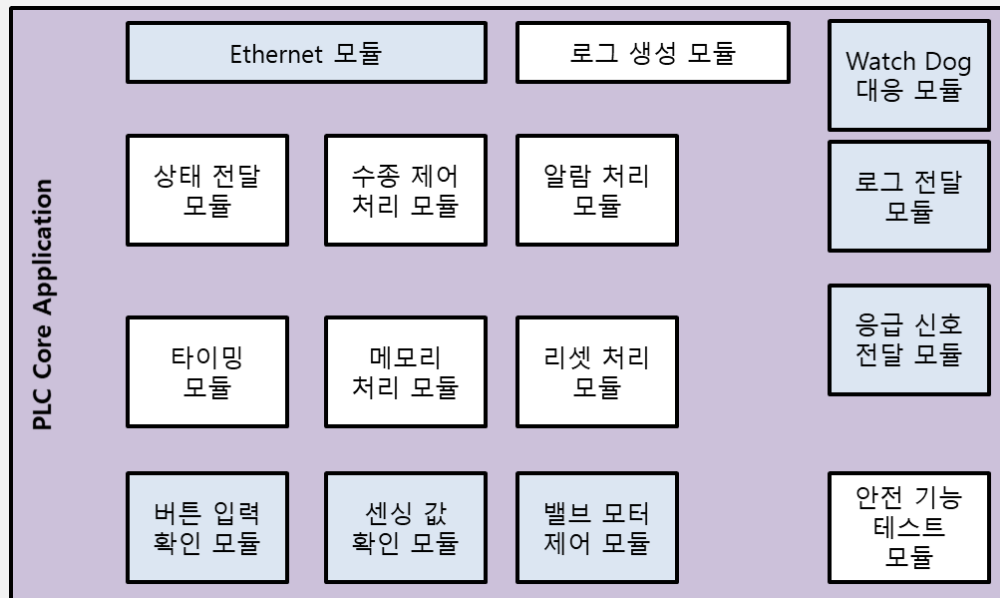 PLC Core Application
Ethernet 모듈
로그 생성 모듈
Watch Dog
대응 모듈
상태 전달
모듈
수종 제어
처리 모듈
알람 처리
모듈
로그 전달
모듈
타이밍
모듈
메모리
처리 모듈
리셋 처리
모듈
응급 신호
전달 모듈
버튼 입력
확인 모듈
센싱 값
확인 모듈
밸브 모터
제어 모듈
안전 기능
테스트
모듈